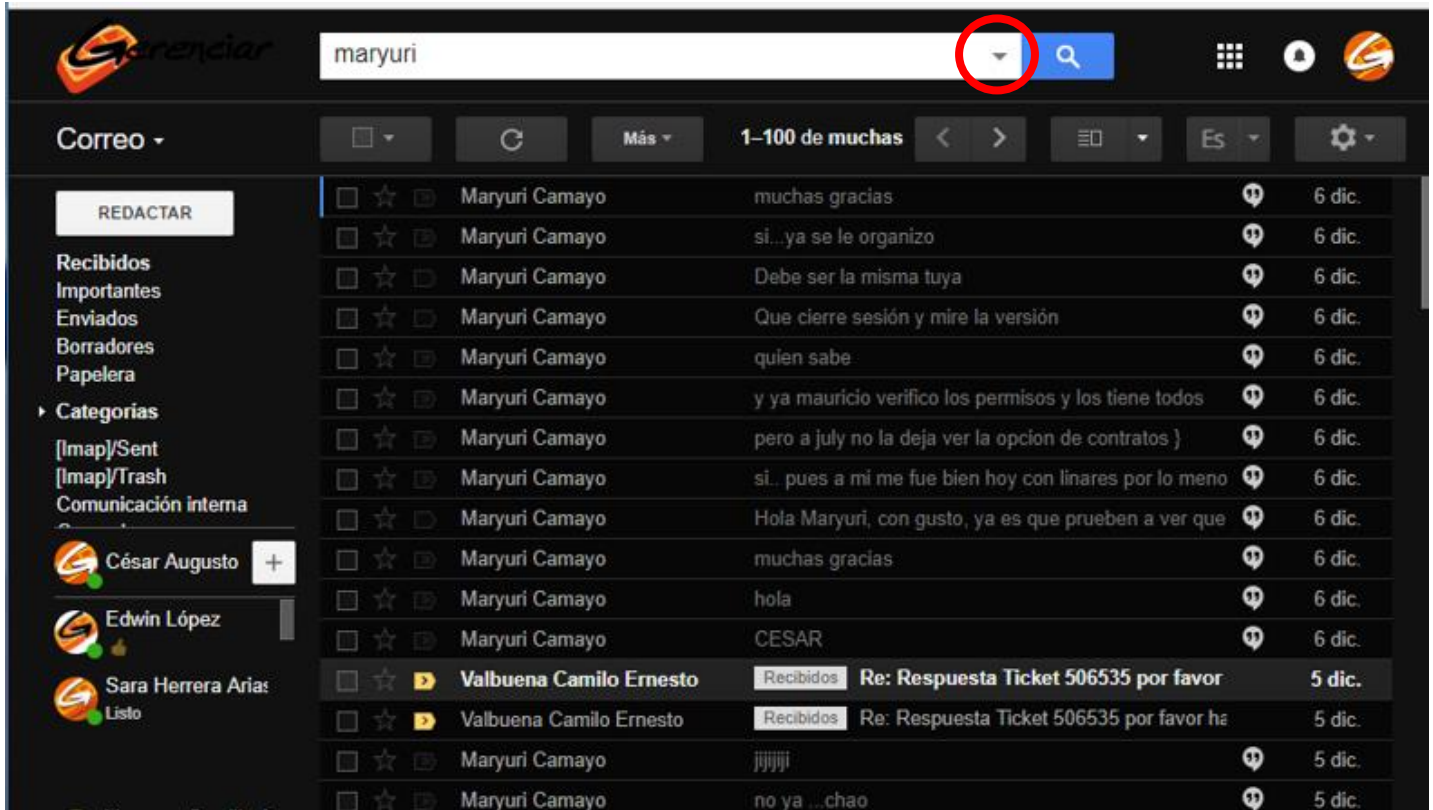 Gerenciar
maryuri
Correo
Más
1–100 de muchas
Es
REDACTAR
Recibidos
Importantes
Enviados
Borradores
Papelera
Categorías
[Imap]/Sent
[Imap]/Trash
Comunicación interna
César Augusto
Edwin López
Sara Herrera Arias
Listo
Maryuri Camayo muchas gracias 6 dic.
Maryuri Camayo si...ya se le organizo 6 dic.
Maryuri Camayo Debe ser la misma tuya 6 dic.
Maryuri Camayo Que cierre sesión y mire la versión 6 dic.
Maryuri Camayo quien sabe 6 dic.
Maryuri Camayo y ya mauricio verifico los permisos y los tiene todos 6 dic.
Maryuri Camayo pero a july no la deja ver la opcion de contratos } 6 dic.
Maryuri Camayo si.. pues a mi me fue bien hoy con linares por lo meno 6 dic.
Maryuri Camayo Hola Maryuri, con gusto, ya es que prueben a ver que 6 dic.
Maryuri Camayo muchas gracias 6 dic.
Maryuri Camayo hola 6 dic.
Maryuri Camayo CESAR 6 dic.
Valbuena Camilo Ernesto Recibidos Re: Respuesta Ticket 506535 por favor 5 dic.
Valbuena Camilo Ernesto Recibidos Re: Respuesta Ticket 506535 por favor ha 5 dic.
Maryuri Camayo jijijiji 5 dic.
Maryuri Camayo no ya ...chao 5 dic.